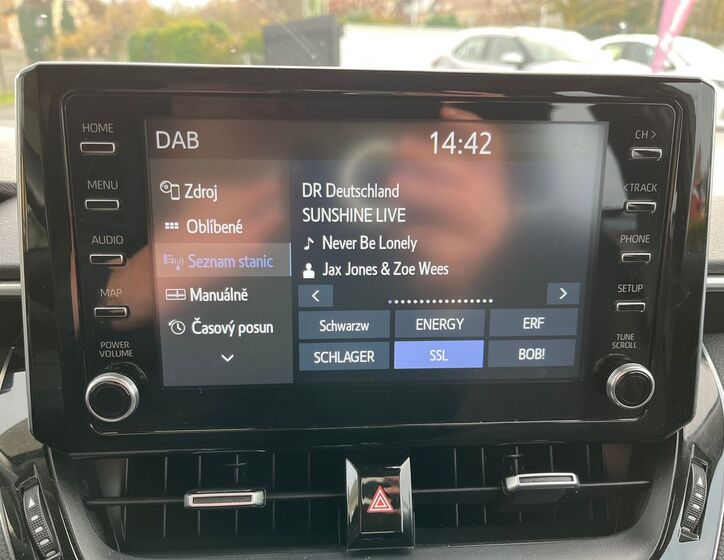 HOME
MENU
AUDIO
MAP
POWER
VOLUME
DAB
14:42
Zdroj
Oblíbené
Seznam stanic
Manuálně
Časový posun
DR Deutschland
SUNSHINE LIVE
Never Be Lonely
Jax Jones & Zoe Wees
Schwarzw ENERGY ERF
SCHLAGER SSL BOB!
CH >
< TRACK
PHONE
SETUP
TUNE
SCROLL